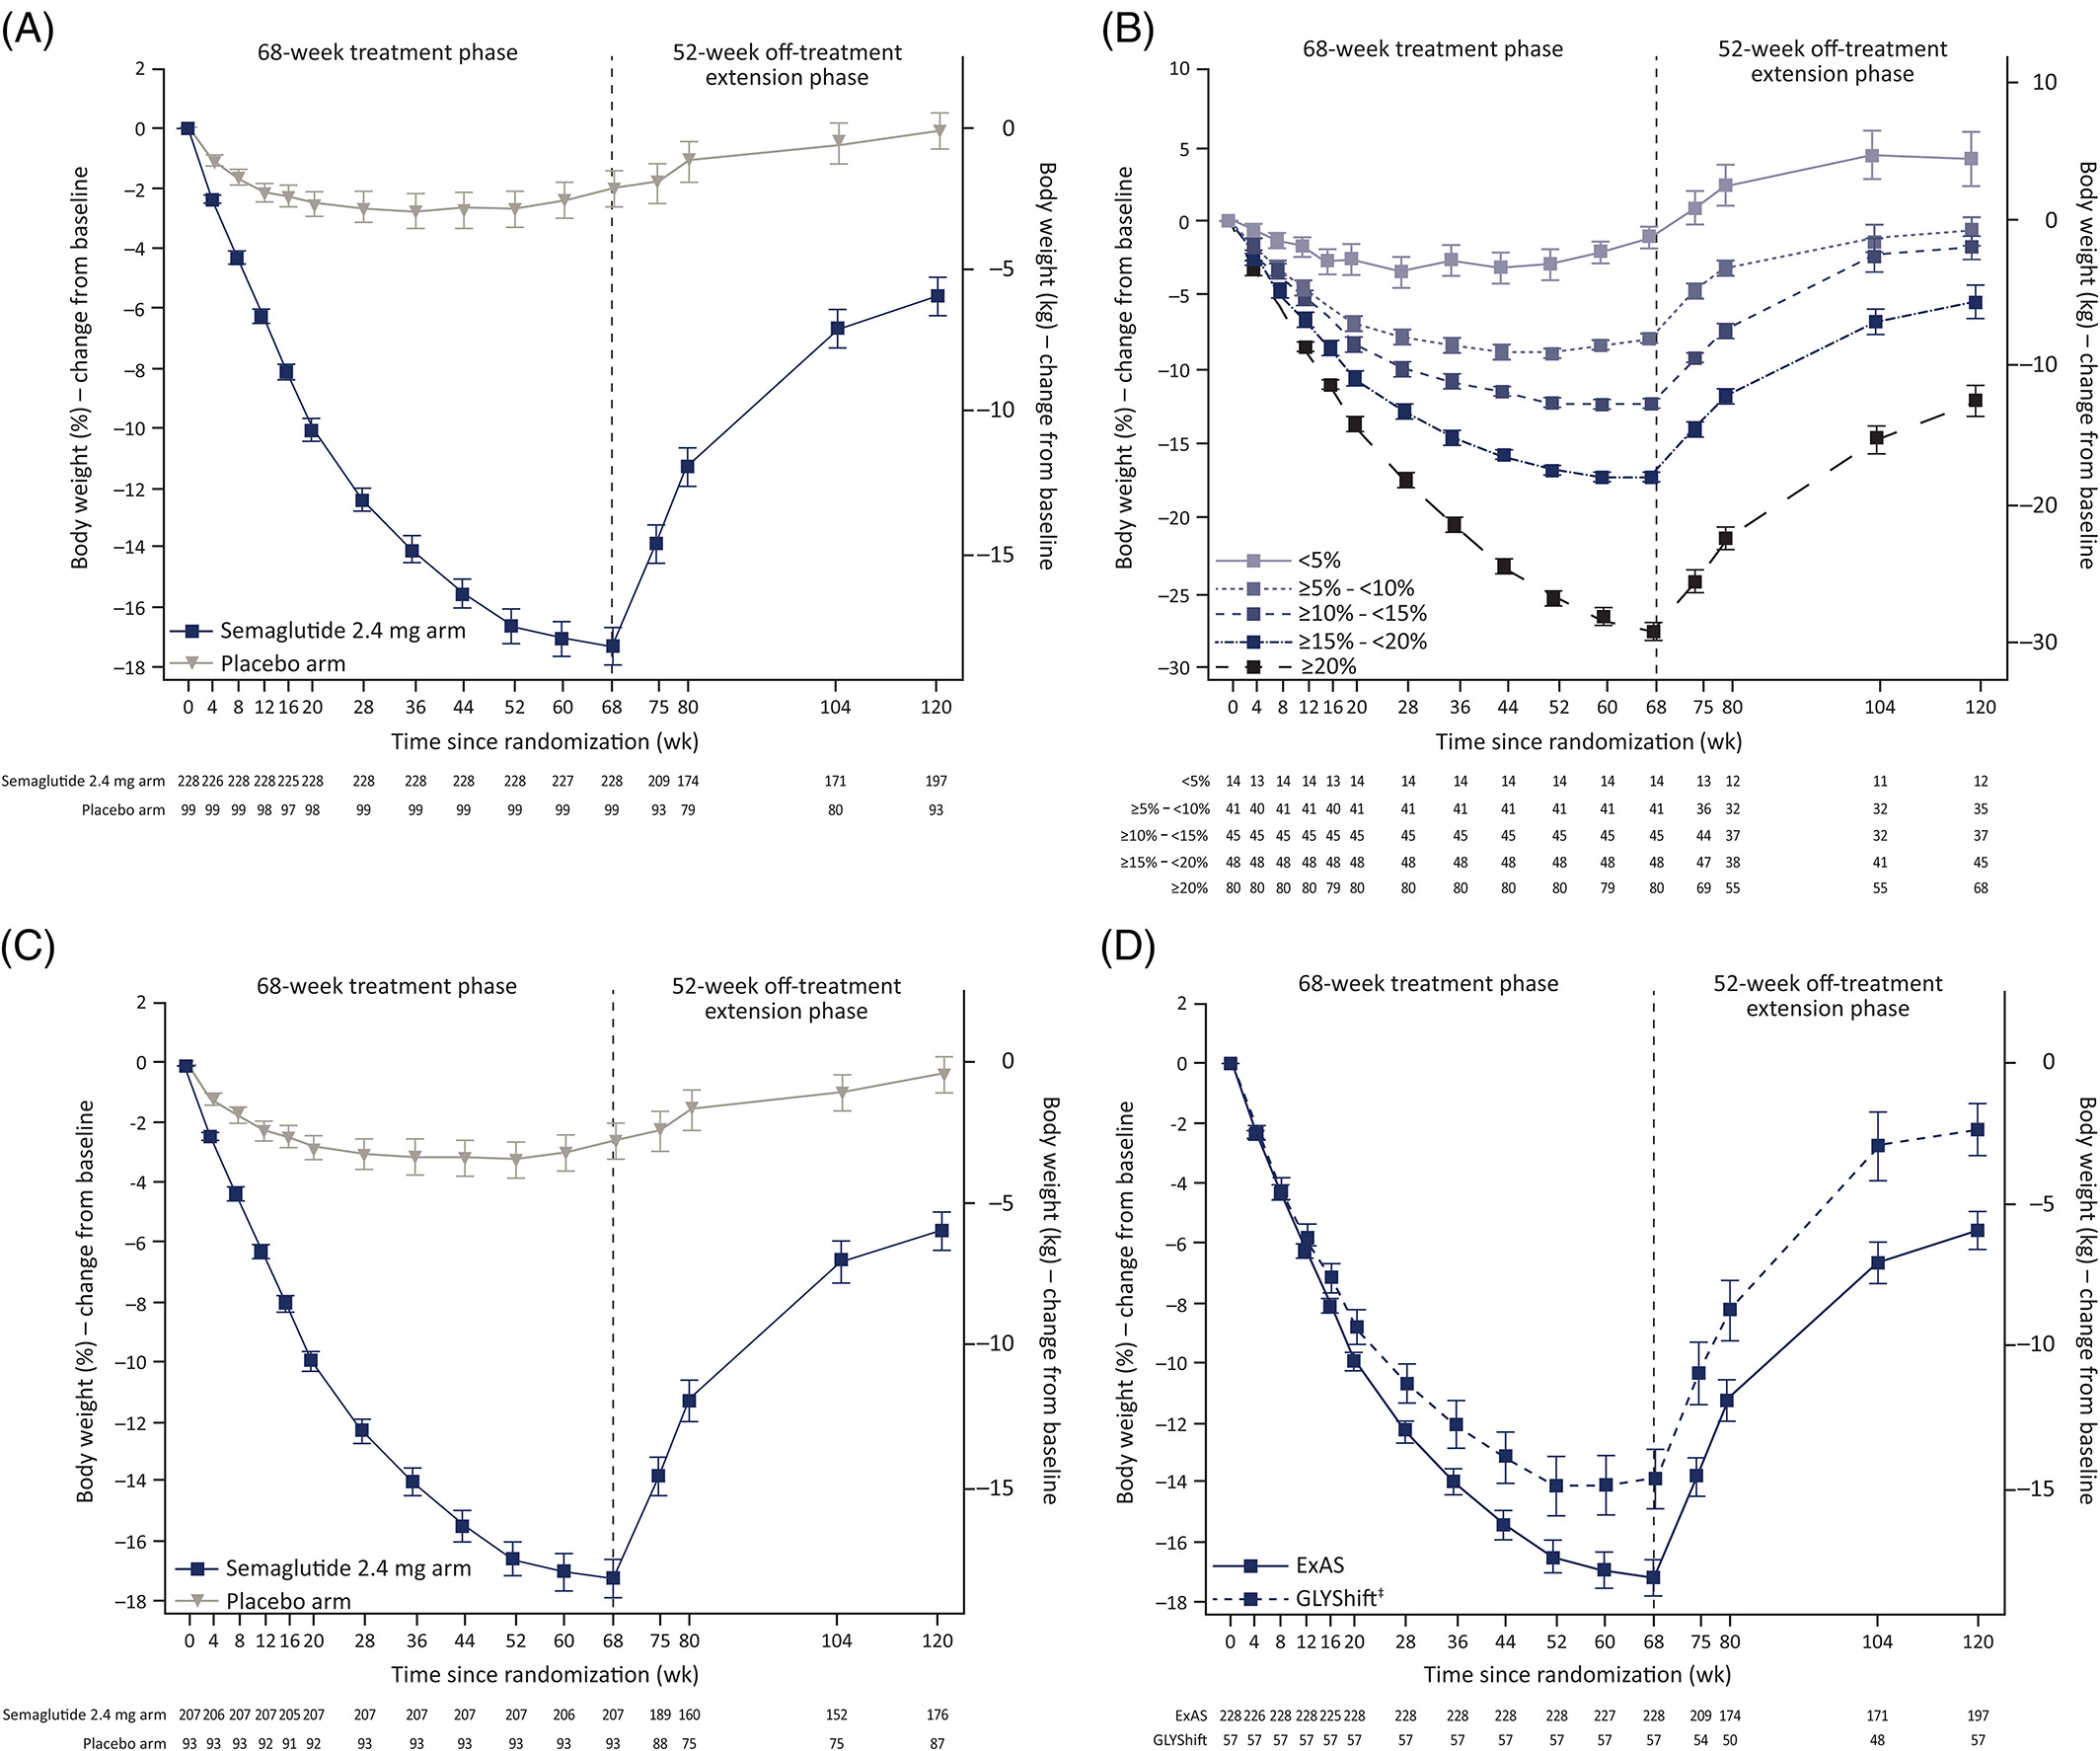 (A)
68-week treatment phase
52-week off-treatment
extension phase
Body weight (%) – change from baseline
2
0
–2
–4
–6
–8
–10
–12
–14
–16
–18
0
–5
–10
–15
Body weight (kg) – change from baseline
Semaglutide 2.4 mg arm
Placebo arm
0 4 8 12 16 20 28 36 44 52 60 68 75 80 104 120
Time since randomization (wk)
Semaglutide 2.4 mg arm 228 226 228 228 225 228 228 228 228 228 227 228 209 174 171 197
Placebo arm 99 99 99 98 97 98 99 99 99 99 99 99 93 79 80 93
(B)
68-week treatment phase
52-week off-treatment
extension phase
Body weight (%) – change from baseline
10
5
0
–5
–10
–15
–20
–25
–30
10
0
–10
–20
–30
Body weight (kg) – change from baseline
<5%
≥5% - <10%
≥10% - <15%
≥15% - <20%
≥20%
0 4 8 12 16 20 28 36 44 52 60 68 75 80 104 120
Time since randomization (wk)
<5% 14 13 14 14 13 14 14 14 14 14 14 14 13 12 11 12
≥5% – <10% 41 40 41 41 40 41 41 41 41 41 41 41 36 32 32 35
≥10% – <15% 45 45 45 45 45 45 45 45 45 45 45 45 44 37 32 37
≥15% – <20% 48 48 48 48 48 48 48 48 48 48 48 48 47 38 41 45
≥20% 80 80 80 80 79 80 80 80 80 80 79 80 69 55 55 68
(C)
68-week treatment phase
52-week off-treatment
extension phase
Body weight (%) – change from baseline
2
0
-2
-4
–6
–8
–10
–12
–14
–16
–18
0
–5
–10
–15
Body weight (kg) – change from baseline
Semaglutide 2.4 mg arm
Placebo arm
0 4 8 12 16 20 28 36 44 52 60 68 75 80 104 120
Time since randomization (wk)
Semaglutide 2.4 mg arm 207 206 207 207 205 207 207 207 207 207 206 207 189 160 152 176
Placebo arm 93 93 93 92 91 92 93 93 93 93 93 93 88 75 75 87
(D)
68-week treatment phase
52-week off-treatment
extension phase
Body weight (%) – change from baseline
2
0
-2
-4
–6
–8
–10
–12
–14
–16
–18
0
–5
–10
–15
Body weight (kg) – change from baseline
ExAS
GLYShift‡
0 4 8 12 16 20 28 36 44 52 60 68 75 80 104 120
Time since randomization (wk)
ExAS 228 226 228 228 225 228 228 228 228 228 227 228 209 174 171 197
GLYShift 57 57 57 57 57 57 57 57 57 57 57 57 54 50 48 57